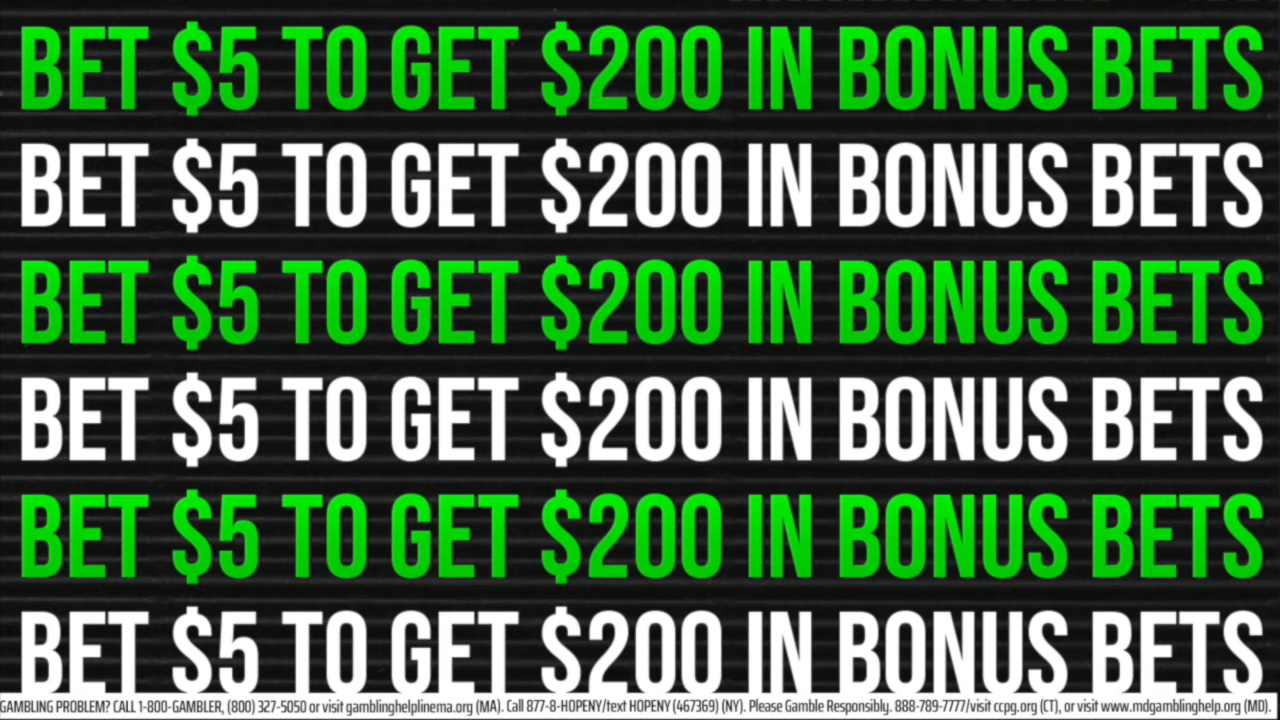 BET $5 TO GET $200 IN BONUS BETS
BET $5 TO GET $200 IN BONUS BETS
BET $5 TO GET $200 IN BONUS BETS
BET $5 TO GET $200 IN BONUS BETS
BET $5 TO GET $200 IN BONUS BETS
BET $5 TO GET $200 IN BONUS BETS
GAMBLING PROBLEM? CALL 1-800-GAMBLER, (800) 327-5050 or visit gamblinghelplinema.org (MA). Call 877-8-HOPENY/text HOPENY (467369) (NY). Please Gamble Responsibly. 888-789-7777/visit ccpg.org (CT), or visit www.mdgamblinghelp.org (MD).